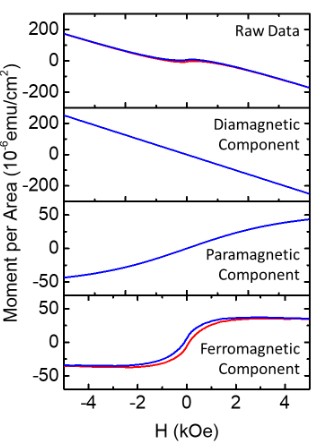 Moment per Area (10⁻⁶emu/cm²)
200
0
-200
Raw Data
200
0
-200
Diamagnetic
Component
50
0
-50
Paramagnetic
Component
50
0
-50
Ferromagnetic
Component
-4 -2 0 2 4
H (kOe)